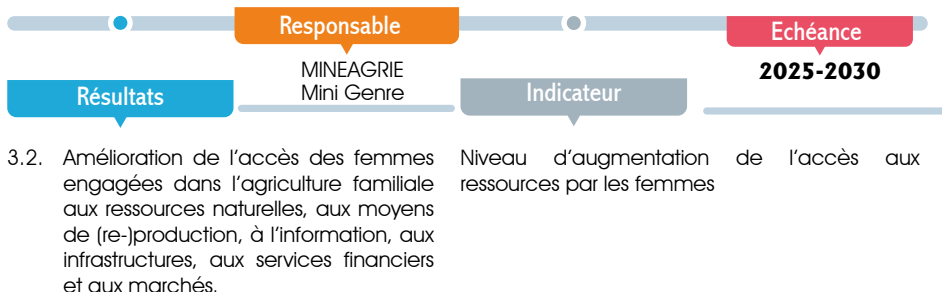 Responsable
Echéance
MINEAGRIE
Mini Genre
2025-2030
Résultats
Indicateur
3.2. Amélioration de l'accès des femmes
engagées dans l'agriculture familiale
aux ressources naturelles, aux moyens
de (re-)production, à l'information, aux
infrastructures, aux services financiers
et aux marchés.
Niveau d'augmentation de l'accès aux
ressources par les femmes